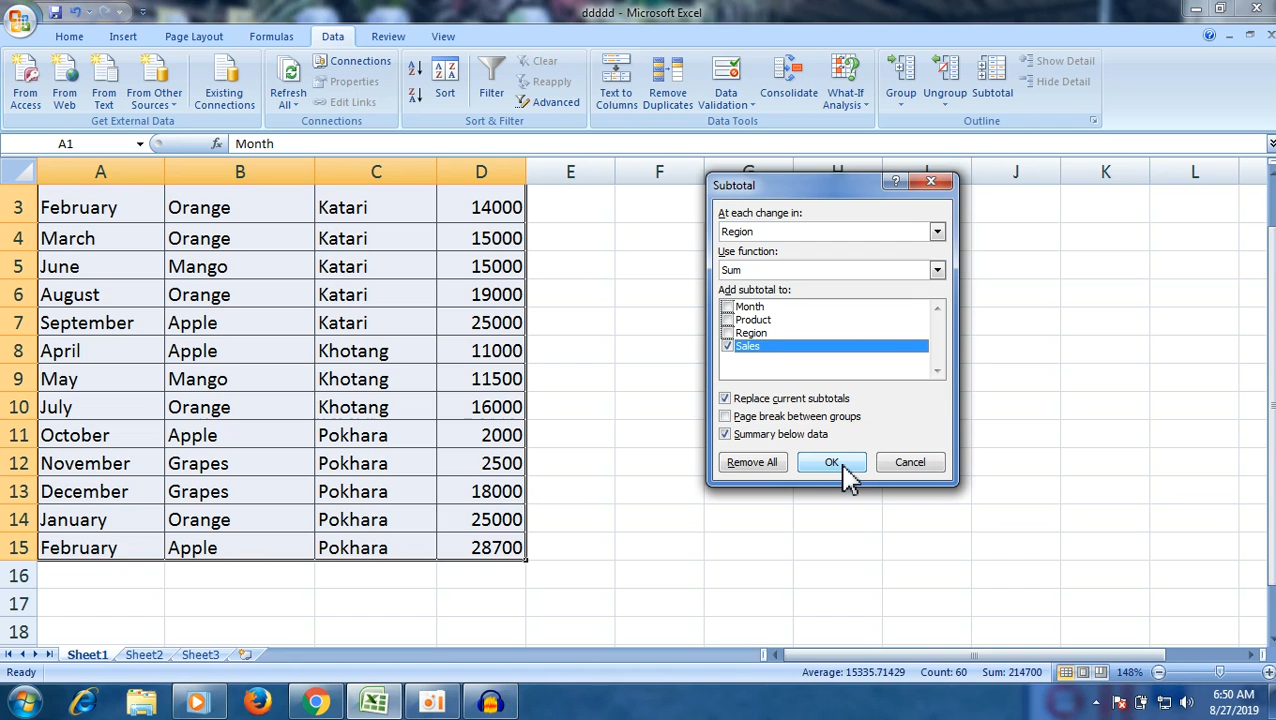 ddddd - Microsoft Excel
Home Insert Page Layout Formulas Data Review View
From Access From Web From Text From Other Sources Existing Connections
Get External Data
Refresh All Connections Properties Edit Links
Connections
Sort Filter Clear Reapply Advanced
Sort & Filter
Text to Columns Remove Duplicates Data Validation Consolidate What-If Analysis
Data Tools
Group Ungroup Subtotal Show Detail Hide Detail
Outline
A1 fx Month
A B C D E F G H I J K L
3 February Orange Katari 14000
4 March Orange Katari 15000
5 June Mango Katari 15000
6 August Orange Katari 19000
7 September Apple Katari 25000
8 April Apple Khotang 11000
9 May Mango Khotang 11500
10 July Orange Khotang 16000
11 October Apple Pokhara 2000
12 November Grapes Pokhara 2500
13 December Grapes Pokhara 18000
14 January Orange Pokhara 25000
15 February Apple Pokhara 28700
16
17
18
Subtotal
At each change in:
Region
Use function:
Sum
Add subtotal to:
Month
Product
Region
Sales
Replace current subtotals
Page break between groups
Summary below data
Remove All OK Cancel
Sheet1 Sheet2 Sheet3
Ready Average: 15335.71429 Count: 60 Sum: 214700 148%
6:50 AM
8/27/2019